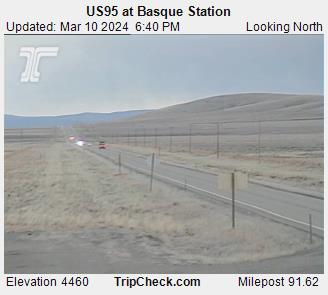 US95 at Basque Station
Updated: Mar 10 2024 6:40 PM Looking North
Elevation 4460 TripCheck.com Milepost 91.62